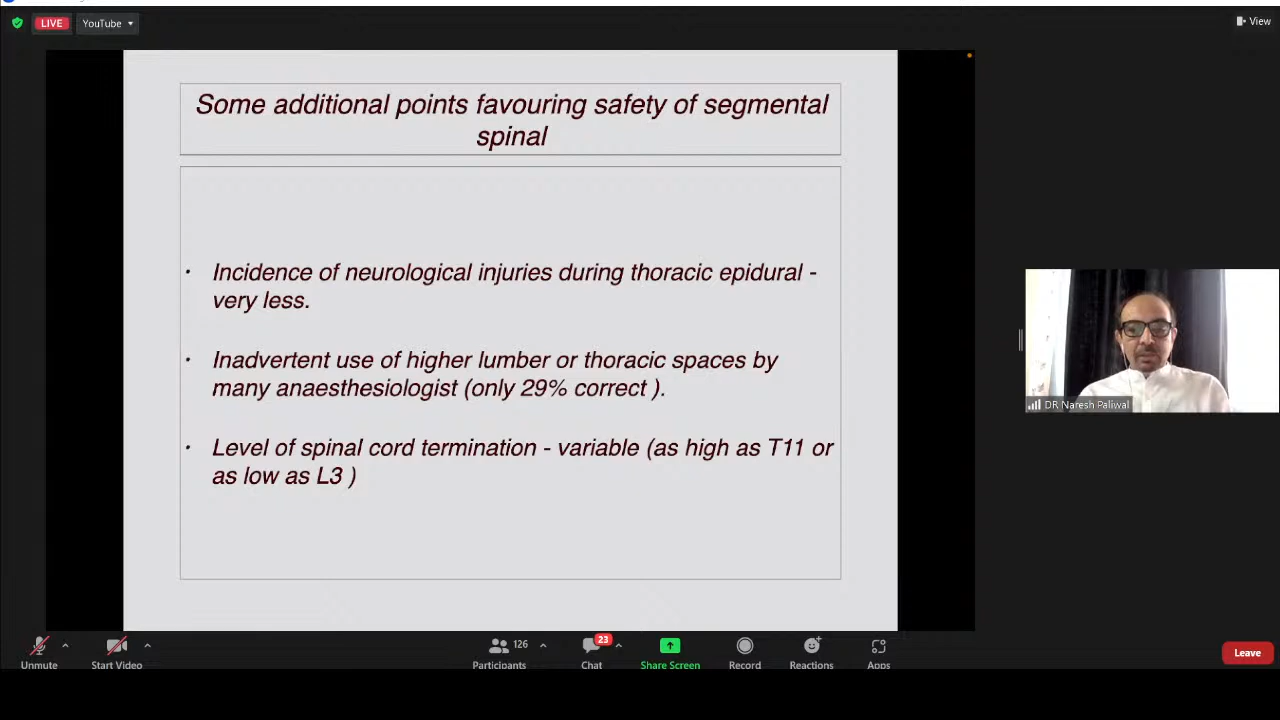 LIVE
YouTube
View
Some additional points favouring safety of segmental
spinal
· Incidence of neurological injuries during thoracic epidural -
very less.
· Inadvertent use of higher lumber or thoracic spaces by
many anaesthesiologist (only 29% correct ).
· Level of spinal cord termination - variable (as high as T11 or
as low as L3 )
DR Naresh Paliwal
Unmute
Start Video
126
Participants
23
Chat
Share Screen
Record
Reactions
Apps
Leave